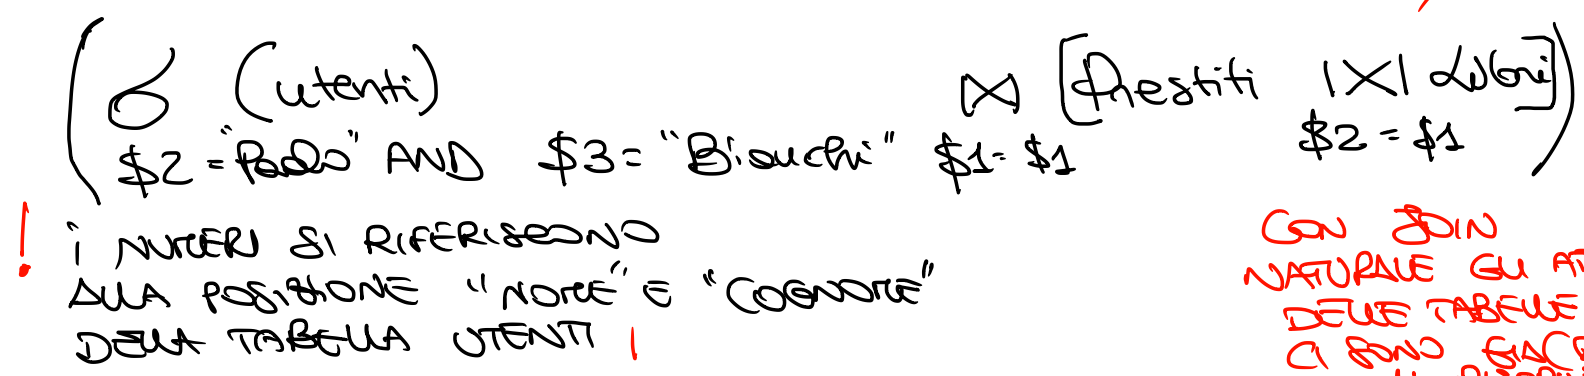 ( σ (utenti) ⋈ [Prestiti |X| Libri] )
$2 = "Paolo" AND $3 = "Bianchi" $1 = $1 $2 = $1
! i NUMERI SI RIFERISCONO
ALLA POSIZIONE "NOME" E "COGNOME"
DELLA TABELLA UTENTI !
CON JOIN
NATURALE GLI
DELLE TABELLE
CI SONO